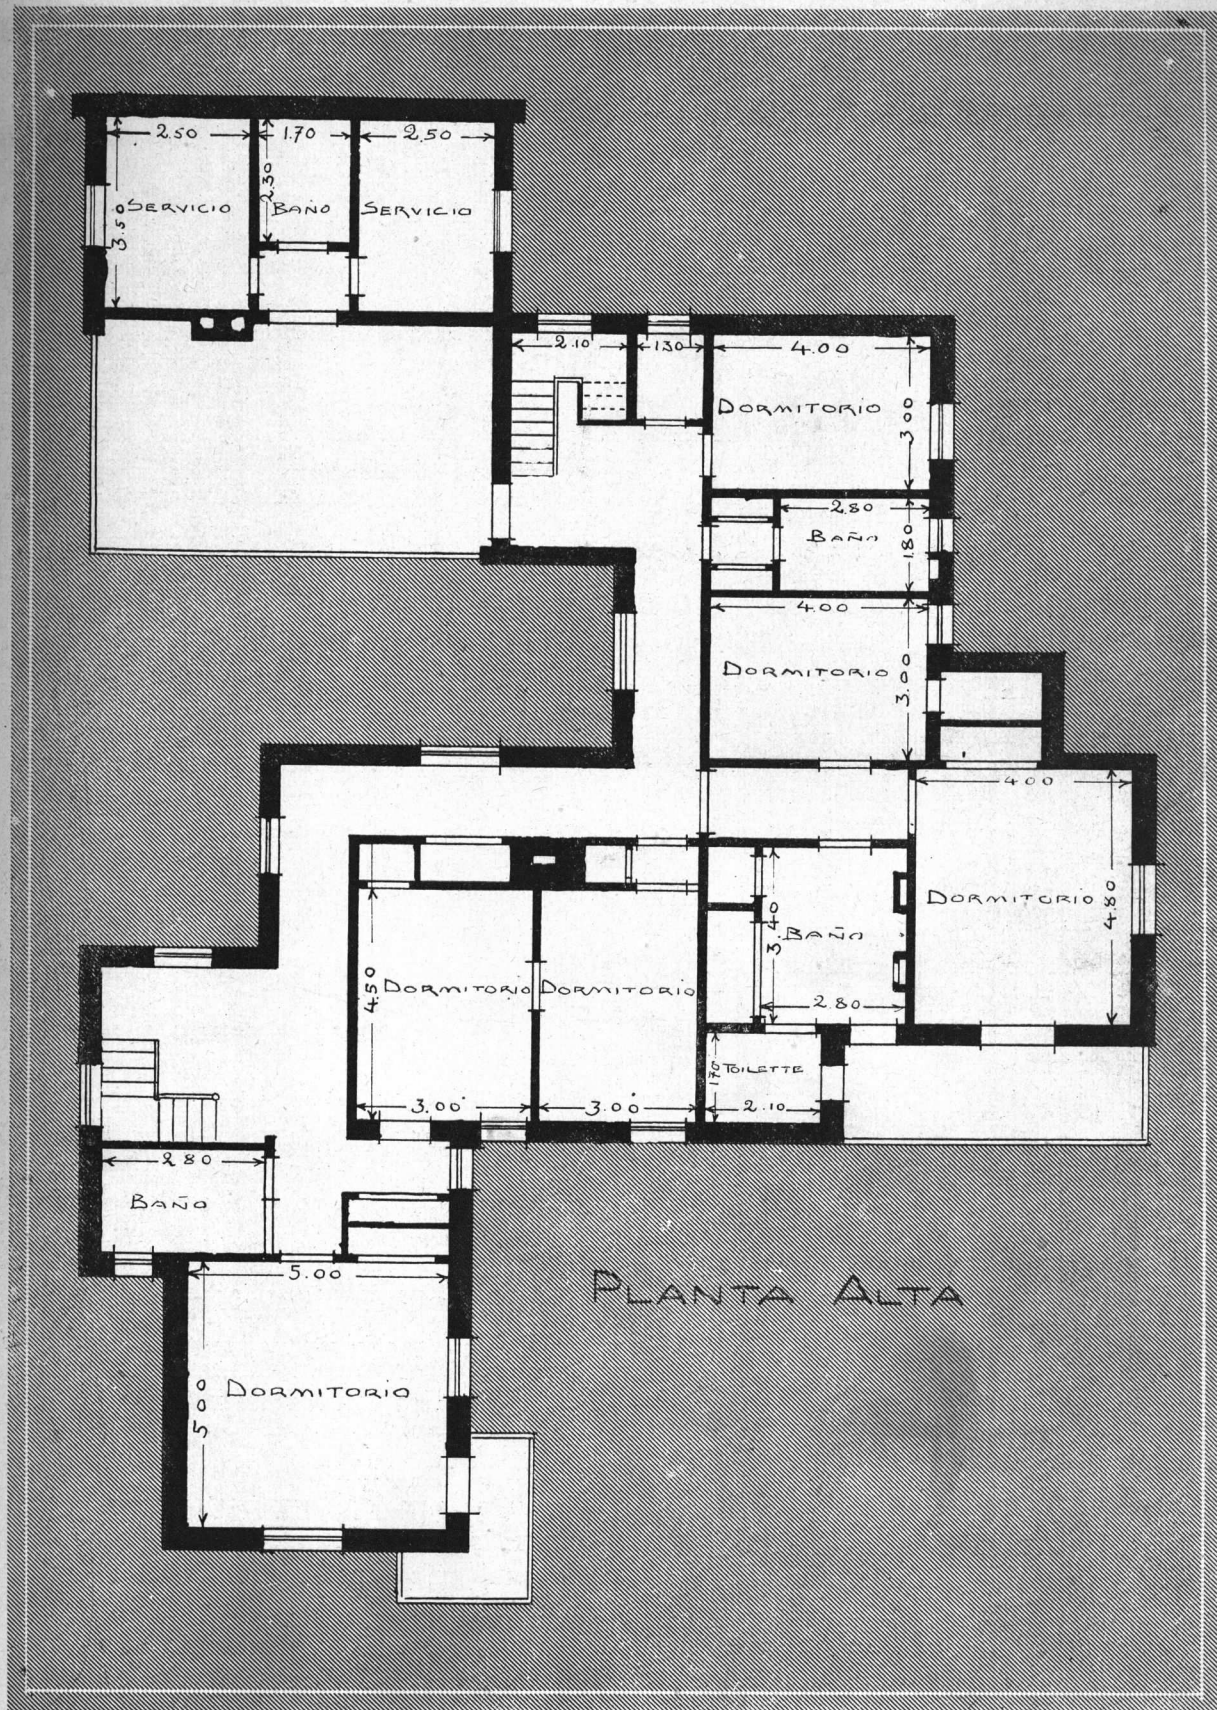 2.50
1.70
2.50
2.30
3.50
SERVICIO
BAÑO
SERVICIO
2.10
1.30
4.00
DORMITORIO
3.00
2.80
BAÑO
1.80
4.00
DORMITORIO
3.00
4.00
DORMITORIO
4.80
3.40
BAÑO
2.80
4.50
DORMITORIO
DORMITORIO
3.00
3.00
1.70
TOILETTE
2.10
2.80
BAÑO
5.00
DORMITORIO
5.00
PLANTA ALTA